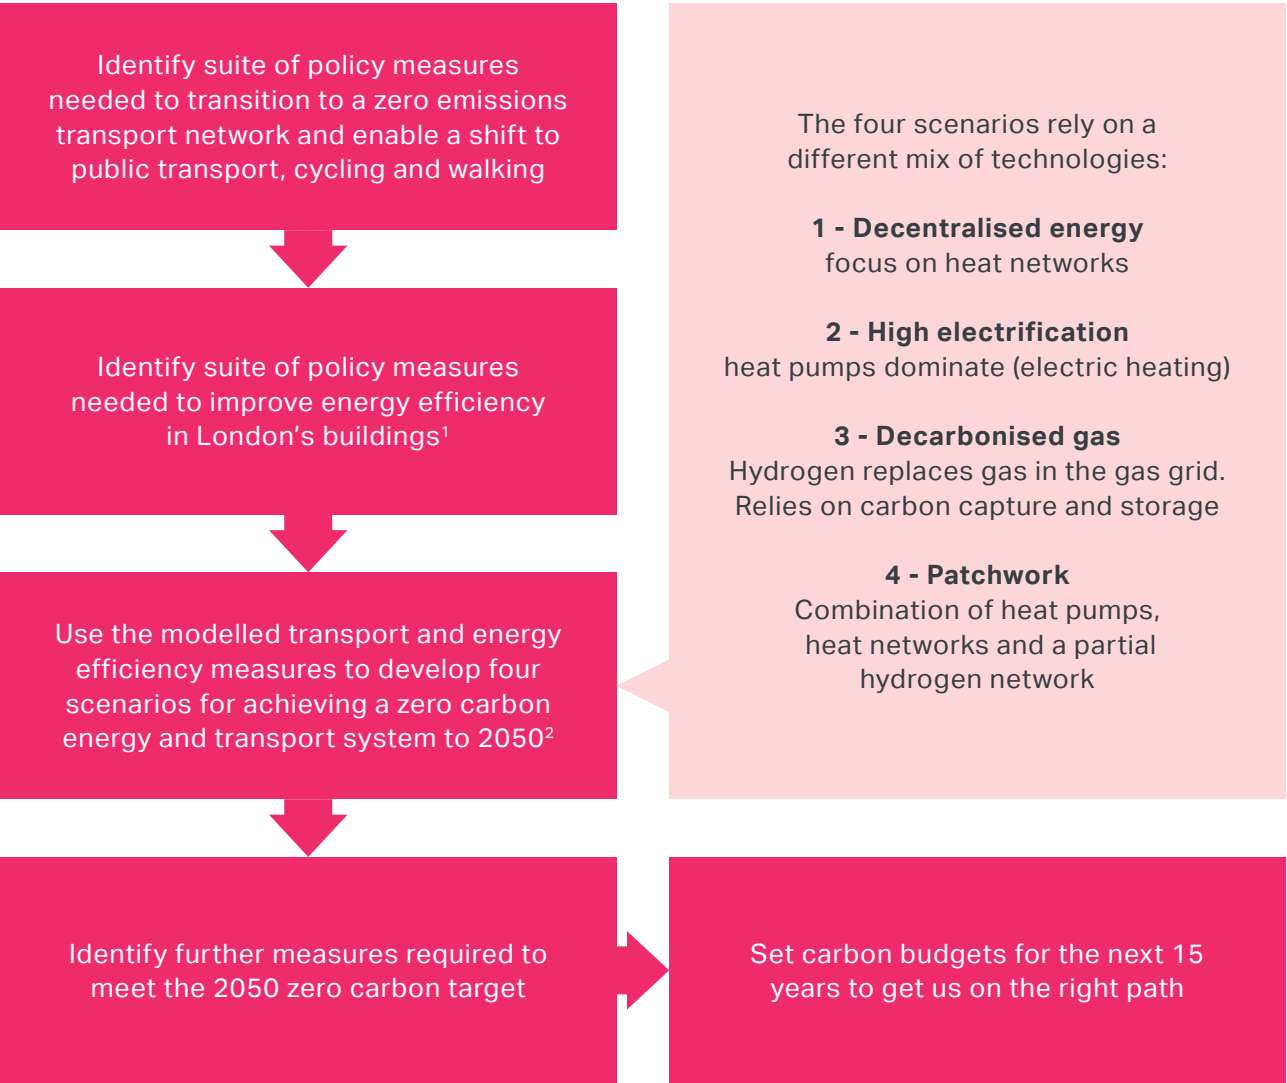 Identify suite of policy measures
needed to transition to a zero emissions
transport network and enable a shift to
public transport, cycling and walking
Identify suite of policy measures
needed to improve energy efficiency
in London’s buildings¹
Use the modelled transport and energy
efficiency measures to develop four
scenarios for achieving a zero carbon
energy and transport system to 2050²
The four scenarios rely on a
different mix of technologies:
1 - Decentralised energy
focus on heat networks
2 - High electrification
heat pumps dominate (electric heating)
3 - Decarbonised gas
Hydrogen replaces gas in the gas grid.
Relies on carbon capture and storage
4 - Patchwork
Combination of heat pumps,
heat networks and a partial
hydrogen network
Identify further measures required to
meet the 2050 zero carbon target
Set carbon budgets for the next 15
years to get us on the right path